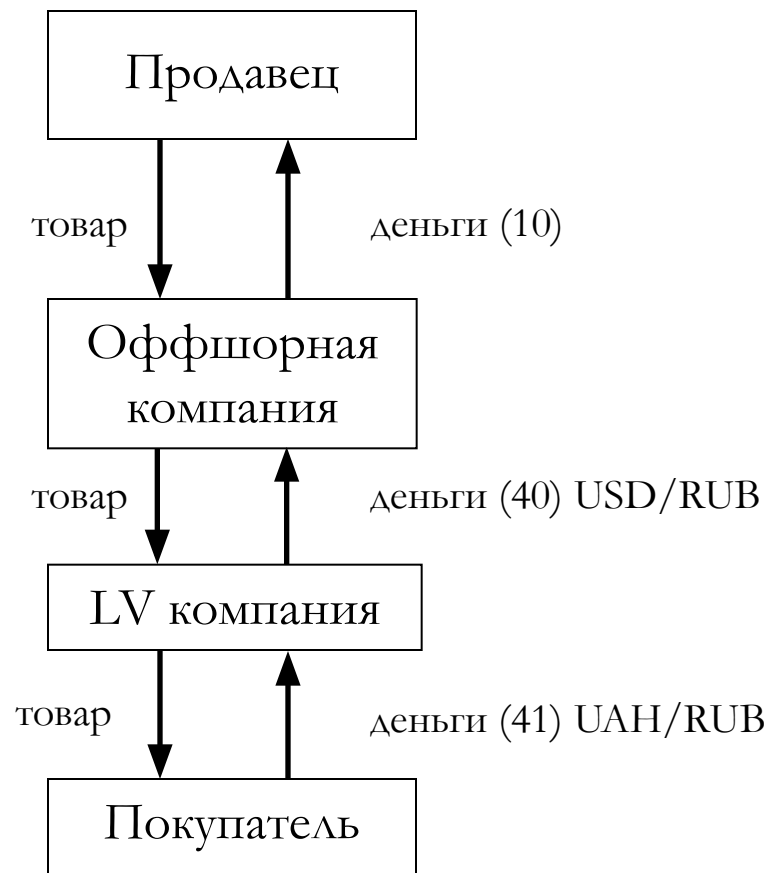 Продавец
товар
деньги (10)
Оффшорная
компания
товар
деньги (40) USD/RUB
LV компания
товар
деньги (41) UAH/RUB
Покупатель